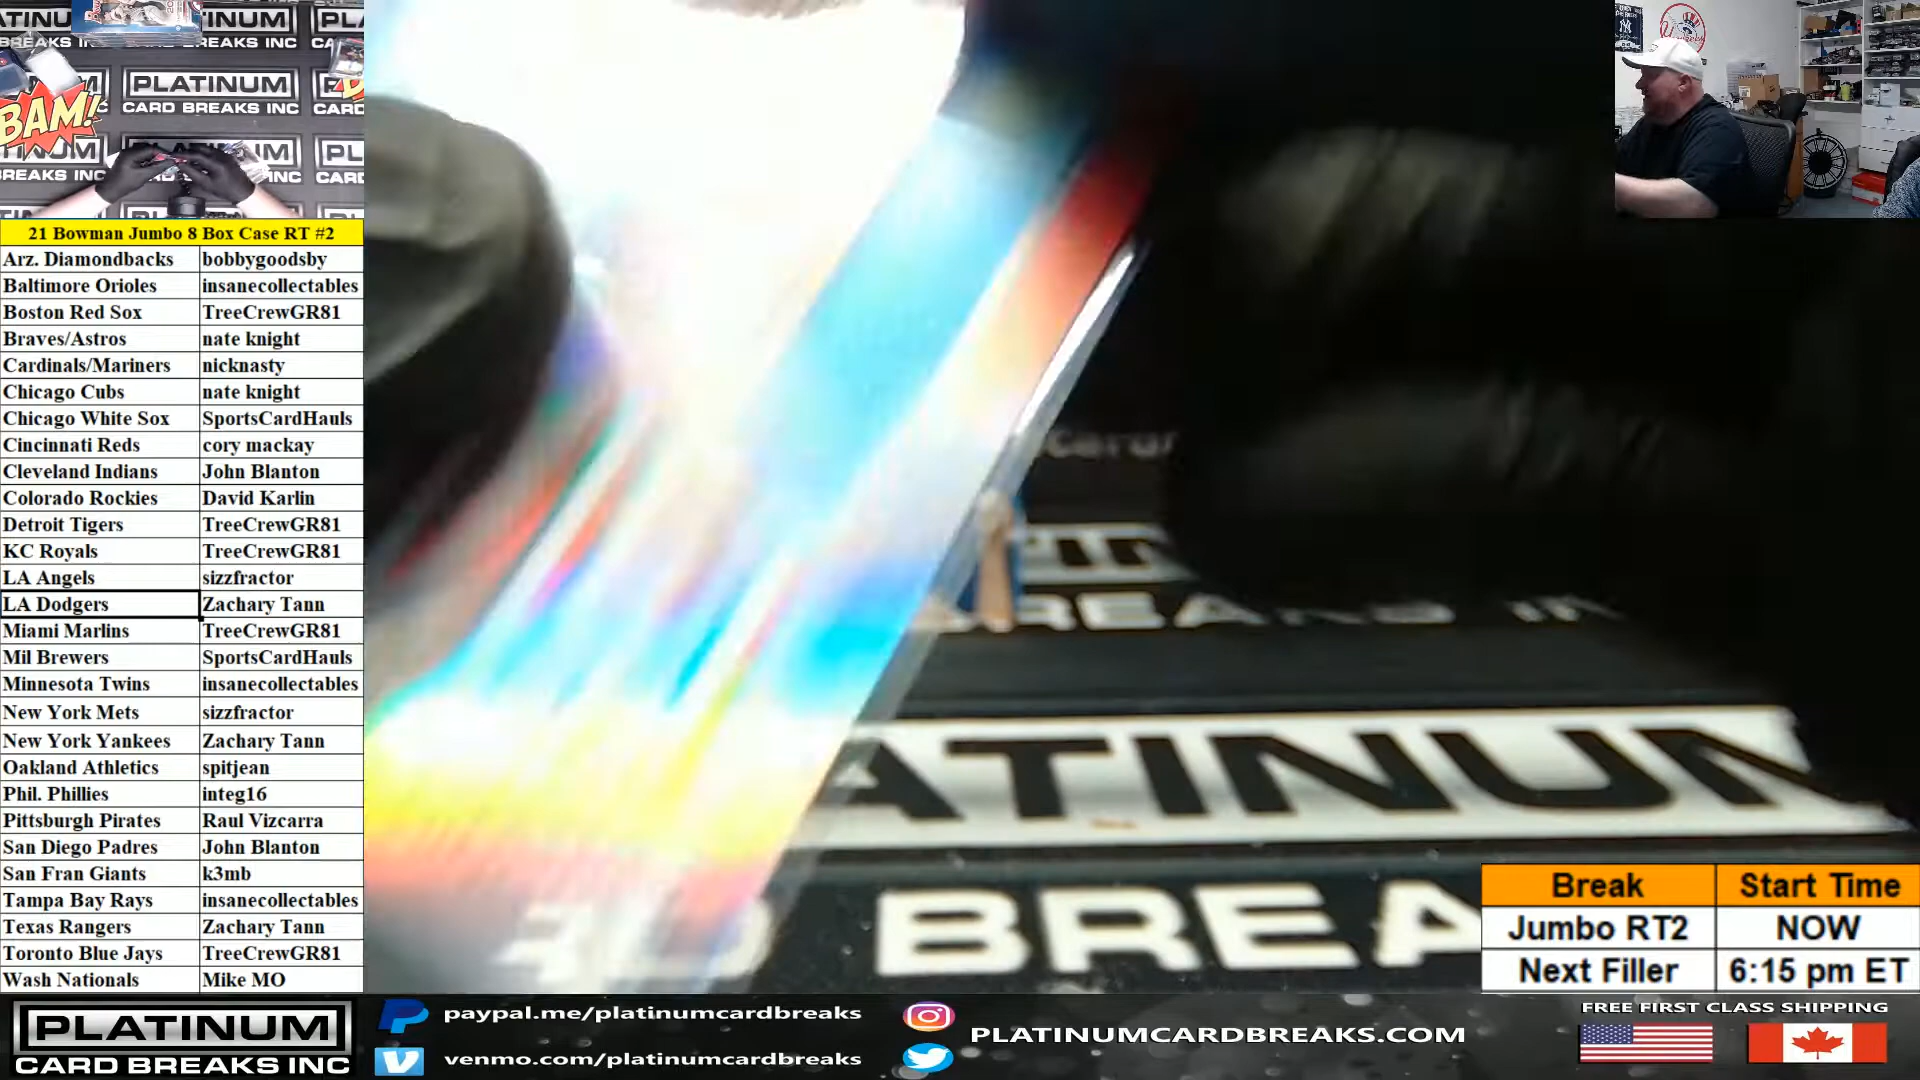 PLATINUM
CARD BREAKS INC
BAM!
21 Bowman Jumbo 8 Box Case RT #2
Arz. Diamondbacks bobbygoodsby
Baltimore Orioles insanecollectables
Boston Red Sox TreeCrewGR81
Braves/Astros nate knight
Cardinals/Mariners nicknasty
Chicago Cubs nate knight
Chicago White Sox SportsCardHauls
Cincinnati Reds cory mackay
Cleveland Indians John Blanton
Colorado Rockies David Karlin
Detroit Tigers TreeCrewGR81
KC Royals TreeCrewGR81
LA Angels sizzfractor
LA Dodgers Zachary Tann
Miami Marlins TreeCrewGR81
Mil Brewers SportsCardHauls
Minnesota Twins insanecollectables
New York Mets sizzfractor
New York Yankees Zachary Tann
Oakland Athletics spitjean
Phil. Phillies integ16
Pittsburgh Pirates Raul Vizcarra
San Diego Padres John Blanton
San Fran Giants k3mb
Tampa Bay Rays insanecollectables
Texas Rangers Zachary Tann
Toronto Blue Jays TreeCrewGR81
Wash Nationals Mike MO
ATINUM
BREA
Break Start Time
Jumbo RT2 NOW
Next Filler 6:15 pm ET
PLATINUM
CARD BREAKS INC
paypal.me/platinumcardbreaks
venmo.com/platinumcardbreaks
PLATINUMCARDBREAKS.COM
FREE FIRST CLASS SHIPPING